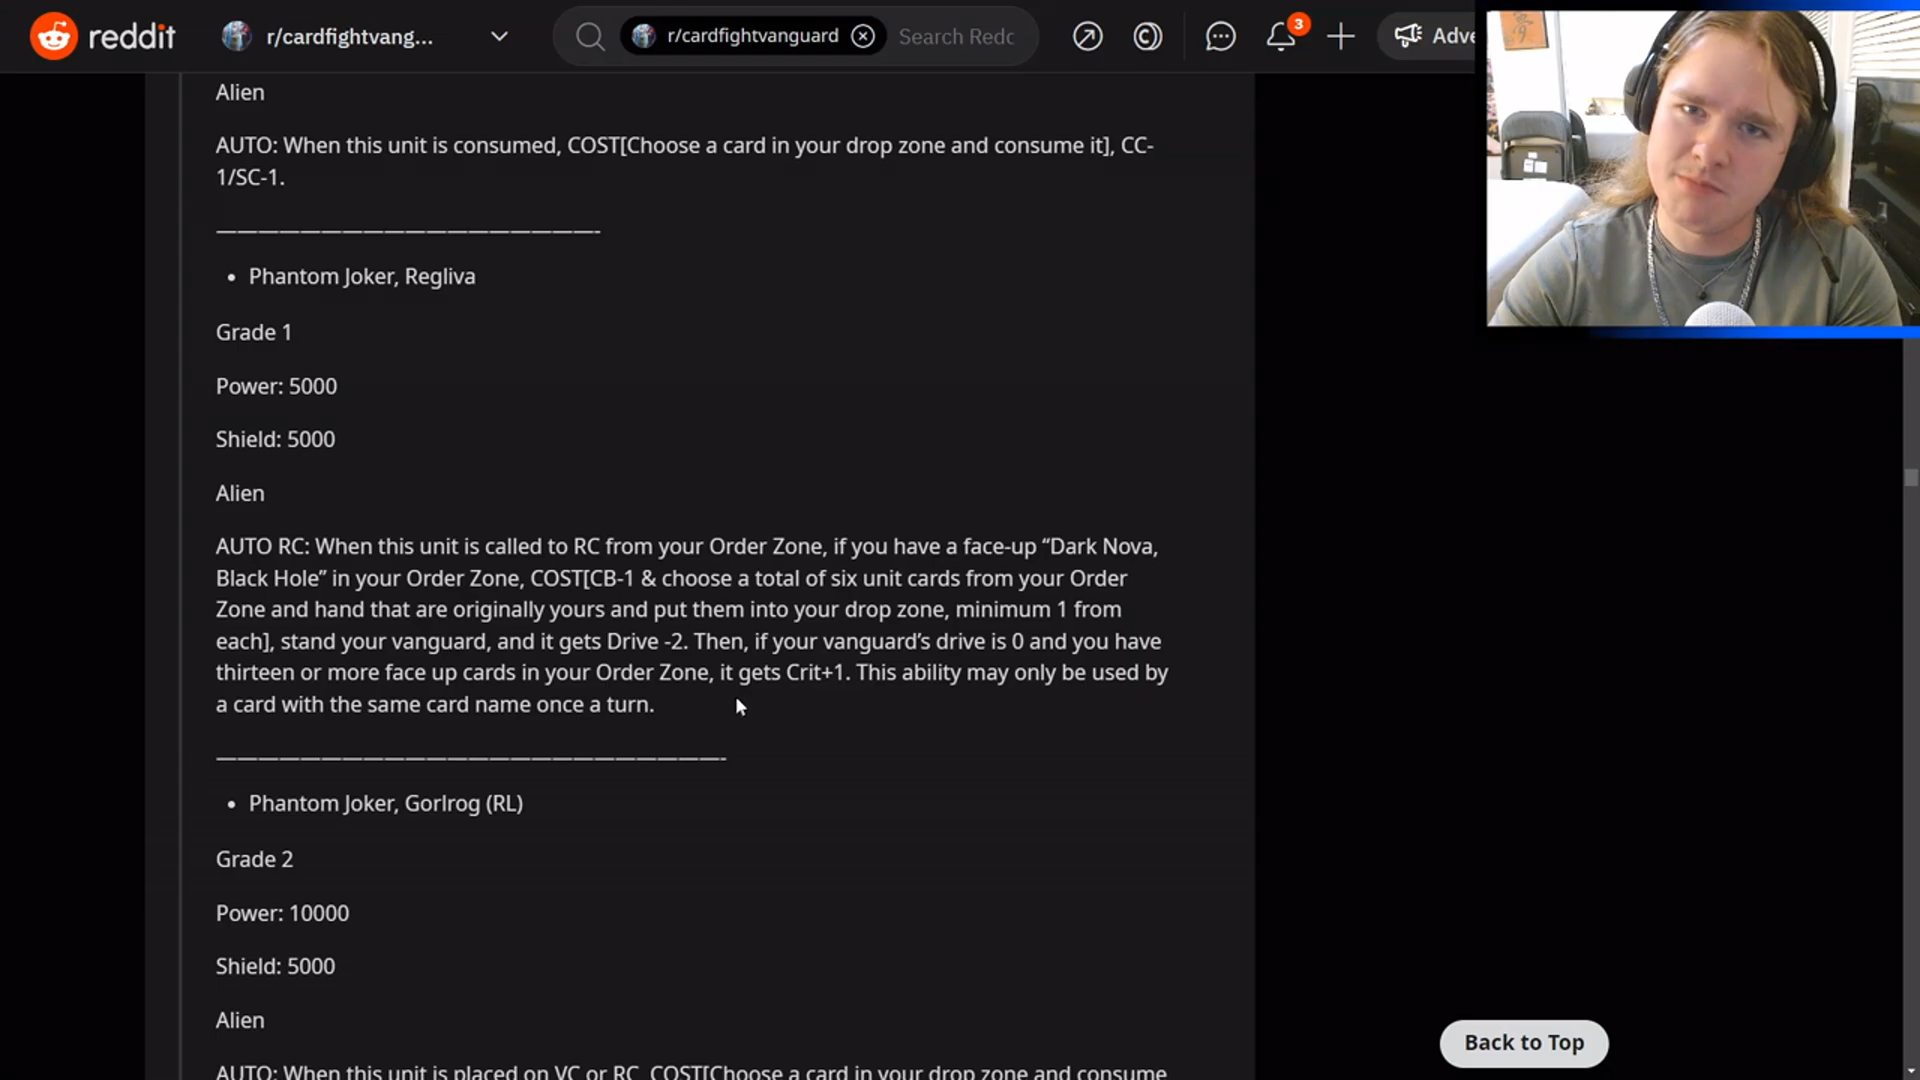 reddit
r/cardfightvang...
r/cardfightvanguard
Search Redc
3
Adve
Alien
AUTO: When this unit is consumed, COST[Choose a card in your drop zone and consume it], CC-
1/SC-1.
——————————————————-
• Phantom Joker, Regliva
Grade 1
Power: 5000
Shield: 5000
Alien
AUTO RC: When this unit is called to RC from your Order Zone, if you have a face-up “Dark Nova,
Black Hole” in your Order Zone, COST[CB-1 & choose a total of six unit cards from your Order
Zone and hand that are originally yours and put them into your drop zone, minimum 1 from
each], stand your vanguard, and it gets Drive -2. Then, if your vanguard’s drive is 0 and you have
thirteen or more face up cards in your Order Zone, it gets Crit+1. This ability may only be used by
a card with the same card name once a turn.
—————————————————————————-
• Phantom Joker, Gorlrog (RL)
Grade 2
Power: 10000
Shield: 5000
Alien
AUTO: When this unit is placed on VC or RC, COST[Choose a card in your drop zone and consume
Back to Top